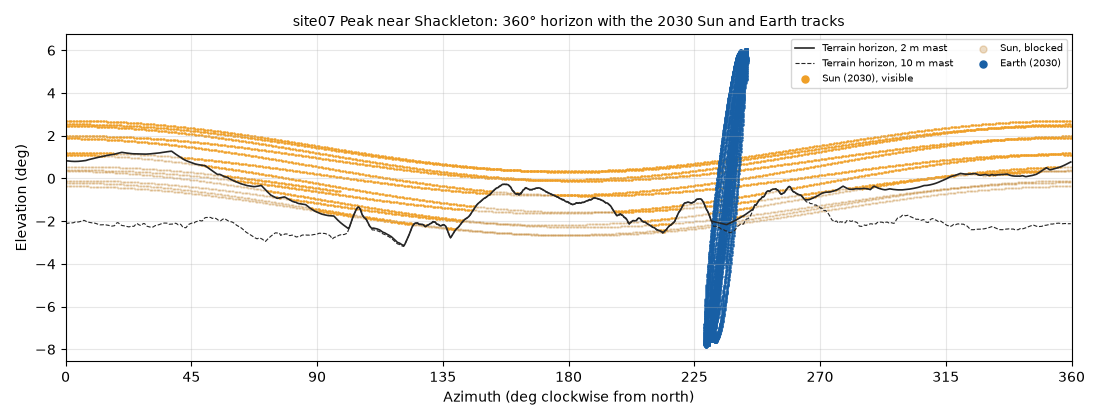 site07 Peak near Shackleton: 360° horizon with the 2030 Sun and Earth tracks
Terrain horizon, 2 m mast
Terrain horizon, 10 m mast
Sun (2030), visible
Sun, blocked
Earth (2030)
Elevation (deg)
6
4
2
0
−2
−4
−6
−8
0 45 90 135 180 225 270 315 360
Azimuth (deg clockwise from north)